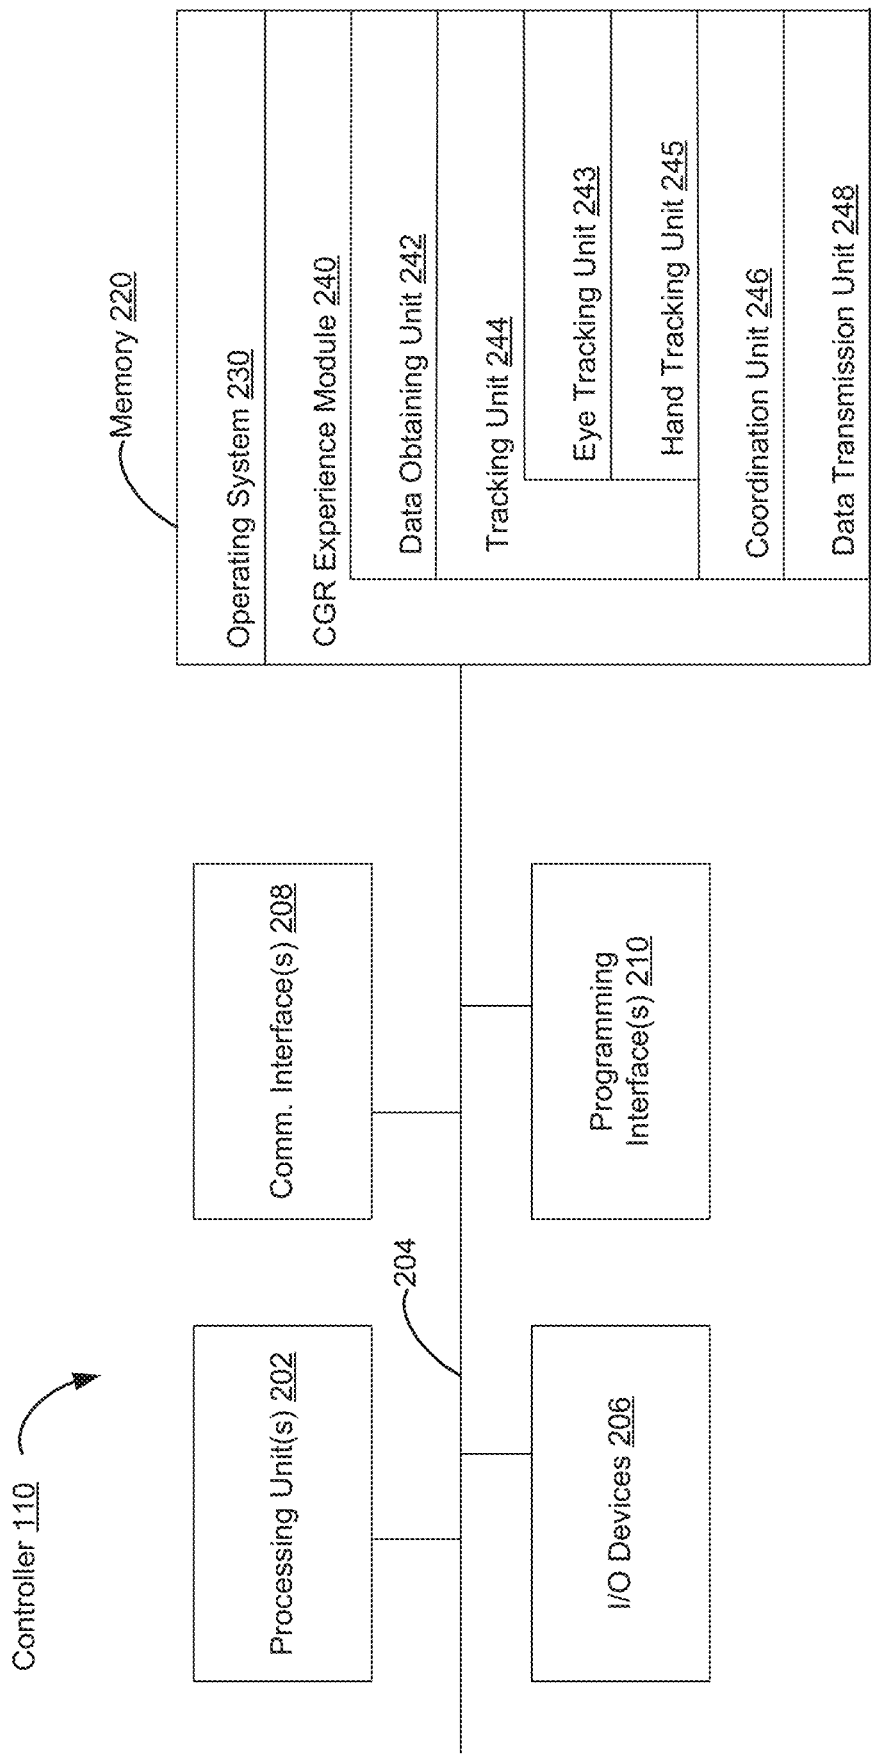 Controller 110
Processing Unit(s) 202
Comm. Interface(s) 208
204
I/O Devices 206
Programming
Interface(s) 210
Memory 220
Operating System 230
CGR Experience Module 240
Data Obtaining Unit 242
Tracking Unit 244
Eye Tracking Unit 243
Hand Tracking Unit 245
Coordination Unit 246
Data Transmission Unit 248